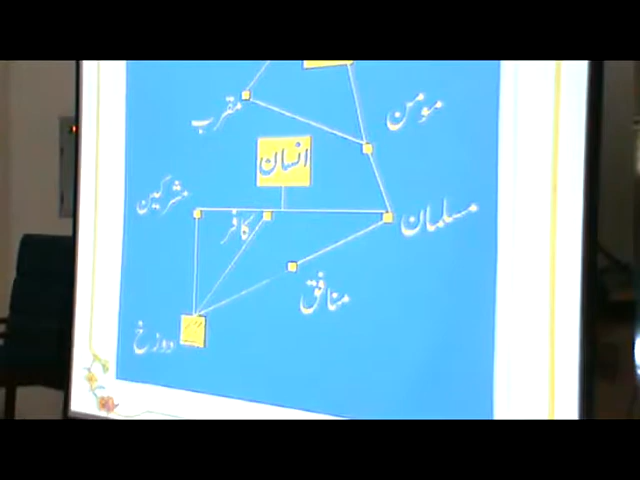 مومن
مقرب
انسان
مشرکین
کافر
مسلمان
منافق
دوزخ